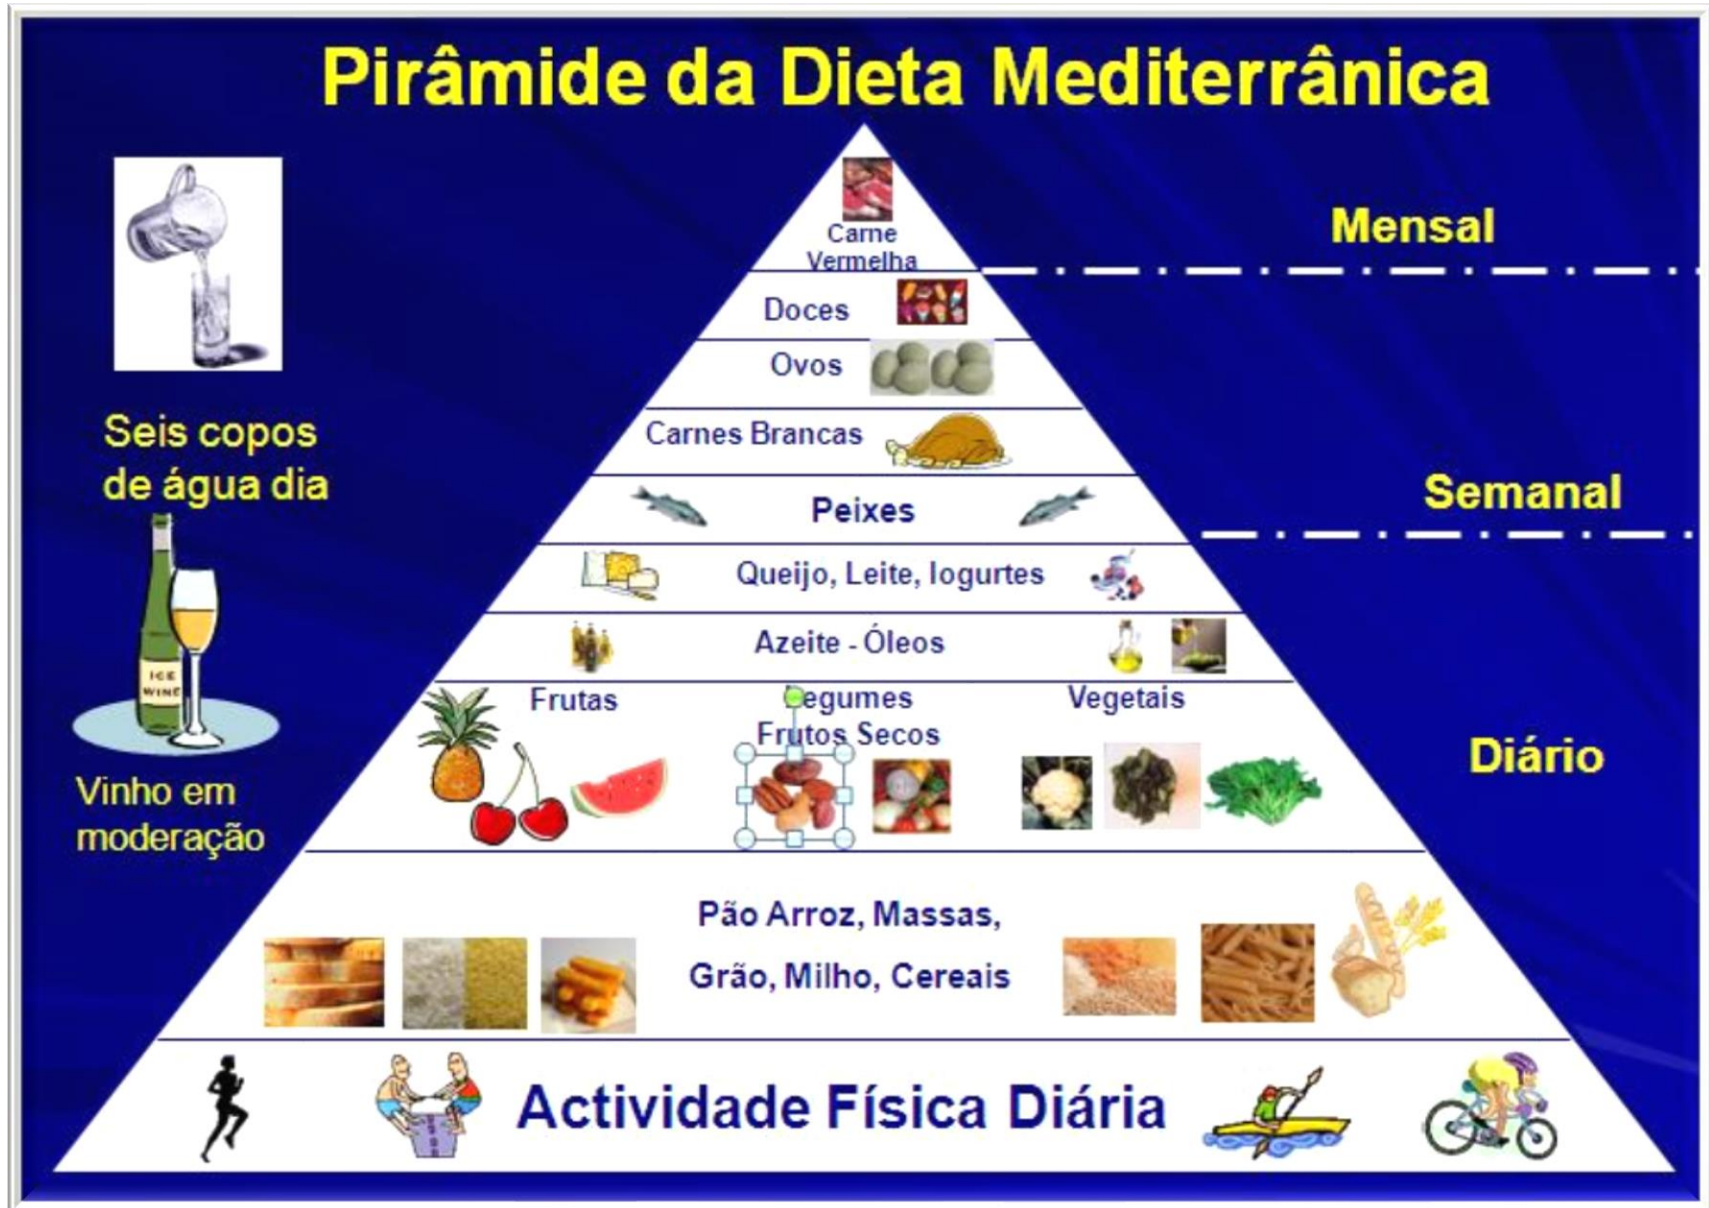 Pirâmide da Dieta Mediterrânica
Mensal
Carne
Vermelha
Doces
Ovos
Carnes Brancas
Seis copos
de água dia
Semanal
Peixes
Queijo, Leite, Iogurtes
Azeite - Óleos
ICE
WINE
Frutas
Legumes
Frutos Secos
Vegetais
Diário
Vinho em
moderação
Pão Arroz, Massas,
Grão, Milho, Cereais
Actividade Física Diária